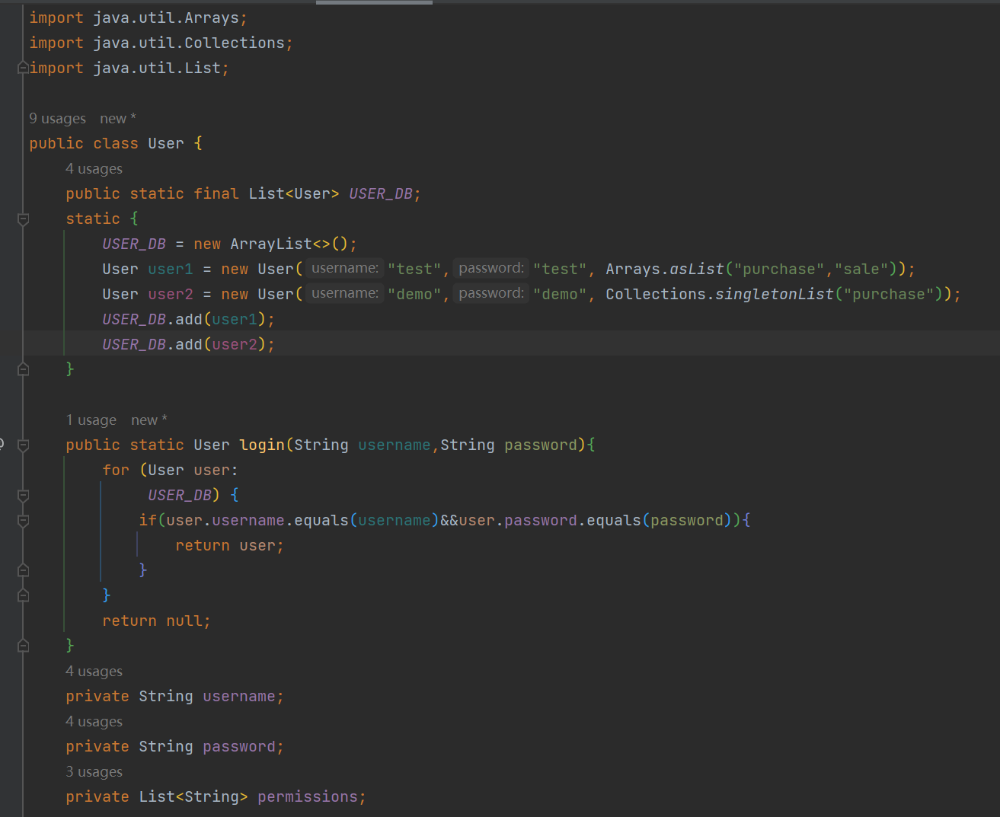 import java.util.Arrays;
import java.util.Collections;
import java.util.List;
9 usages new *
public class User {
4 usages
public static final List<User> USER_DB;
static {
USER_DB = new ArrayList<>();
User user1 = new User( username: "test", password: "test", Arrays.asList("purchase","sale"));
User user2 = new User( username: "demo", password: "demo", Collections.singletonList("purchase"));
USER_DB.add(user1);
USER_DB.add(user2);
}
1 usage new *
public static User login(String username,String password){
for (User user:
USER_DB) {
if(user.username.equals(username)&&user.password.equals(password)){
return user;
}
}
return null;
}
4 usages
private String username;
4 usages
private String password;
3 usages
private List<String> permissions;